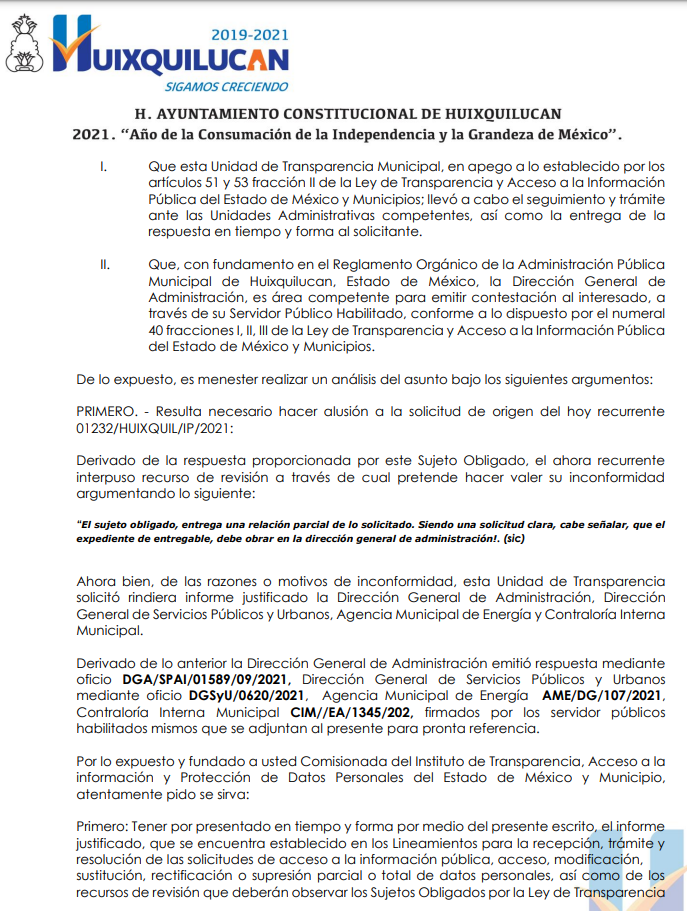 2019-2021
HUIXQUILUCAN
SIGAMOS CRECIENDO
H. AYUNTAMIENTO CONSTITUCIONAL DE HUIXQUILUCAN
2021. “Año de la Consumación de la Independencia y la Grandeza de México”.
I. Que esta Unidad de Transparencia Municipal, en apego a lo establecido por los
artículos 51 y 53 fracción II de la Ley de Transparencia y Acceso a la Información
Pública del Estado de México y Municipios; llevó a cabo el seguimiento y trámite
ante las Unidades Administrativas competentes, así como la entrega de la
respuesta en tiempo y forma al solicitante.
II. Que, con fundamento en el Reglamento Orgánico de la Administración Pública
Municipal de Huixquilucan, Estado de México, la Dirección General de
Administración, es área competente para emitir contestación al interesado, a
través de su Servidor Público Habilitado, conforme a lo dispuesto por el numeral
40 fracciones I, II, III de la Ley de Transparencia y Acceso a la Información Pública
del Estado de México y Municipios.
De lo expuesto, es menester realizar un análisis del asunto bajo los siguientes argumentos:
PRIMERO. - Resulta necesario hacer alusión a la solicitud de origen del hoy recurrente
01232/HUIXQUIL/IP/2021:
Derivado de la respuesta proporcionada por este Sujeto Obligado, el ahora recurrente
interpuso recurso de revisión a través de cual pretende hacer valer su inconformidad
argumentando lo siguiente:
"El sujeto obligado, entrega una relación parcial de lo solicitado. Siendo una solicitud clara, cabe señalar, que el
expediente de entregable, debe obrar en la dirección general de administración!. (sic)
Ahora bien, de las razones o motivos de inconformidad, esta Unidad de Transparencia
solicitó rindiera informe justificado la Dirección General de Administración, Dirección
General de Servicios Públicos y Urbanos, Agencia Municipal de Energía y Contraloría Interna
Municipal.
Derivado de lo anterior la Dirección General de Administración emitió respuesta mediante
oficio DGA/SPAI/01589/09/2021, Dirección General de Servicios Públicos y Urbanos
mediante oficio DGSyU/0620/2021, Agencia Municipal de Energía AME/DG/107/2021,
Contraloría Interna Municipal CIM//EA/1345/202, firmados por los servidor públicos
habilitados mismos que se adjuntan al presente para pronta referencia.
Por lo expuesto y fundado a usted Comisionada del Instituto de Transparencia, Acceso a la
información y Protección de Datos Personales del Estado de México y Municipio,
atentamente pido se sirva:
Primero: Tener por presentado en tiempo y forma por medio del presente escrito, el informe
justificado, que se encuentra establecido en los Lineamientos para la recepción, trámite y
resolución de las solicitudes de acceso a la información pública, acceso, modificación,
sustitución, rectificación o supresión parcial o total de datos personales, así como de los
recursos de revisión que deberán observar los Sujetos Obligados por la Ley de Transparencia